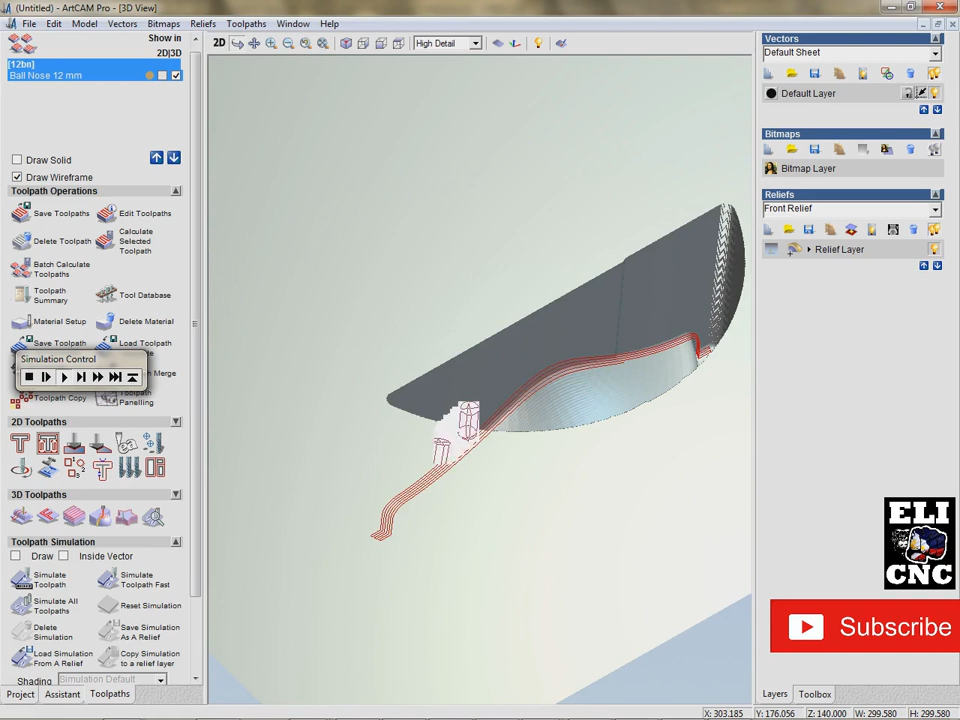 (Untitled) - ArtCAM Pro - [3D View]
File Edit Model Vectors Bitmaps Reliefs Toolpaths Window Help
Show in
2D|3D
[12bn]
Ball Nose 12 mm
Draw Solid
Draw Wireframe
Toolpath Operations
Save Toolpaths
Edit Toolpaths
Delete Toolpath
Calculate
Selected
Toolpath
Batch Calculate
Toolpaths
Toolpath
Summary
Tool Database
Material Setup
Delete Material
Save Toolpath
Load Toolpath
Simulation Control
Merge
Toolpath Copy
Toolpath
Panelling
2D Toolpaths
3D Toolpaths
Toolpath Simulation
Draw
Inside Vector
Simulate
Toolpath
Simulate
Toolpath Fast
Simulate All
Toolpaths
Reset Simulation
Delete
Simulation
Save Simulation
As A Relief
Load Simulation
From A Relief
Copy Simulation
to a relief layer
Shading
Simulation Default
Project
Assistant
Toolpaths
2D
High Detail
Vectors
Default Sheet
Default Layer
Bitmaps
Bitmap Layer
Reliefs
Front Relief
Relief Layer
ELI
CNC
Subscribe
Layers
Toolbox
X: 303.185 Y: 176.056 Z: 140.000 W: 299.580 H: 299.580